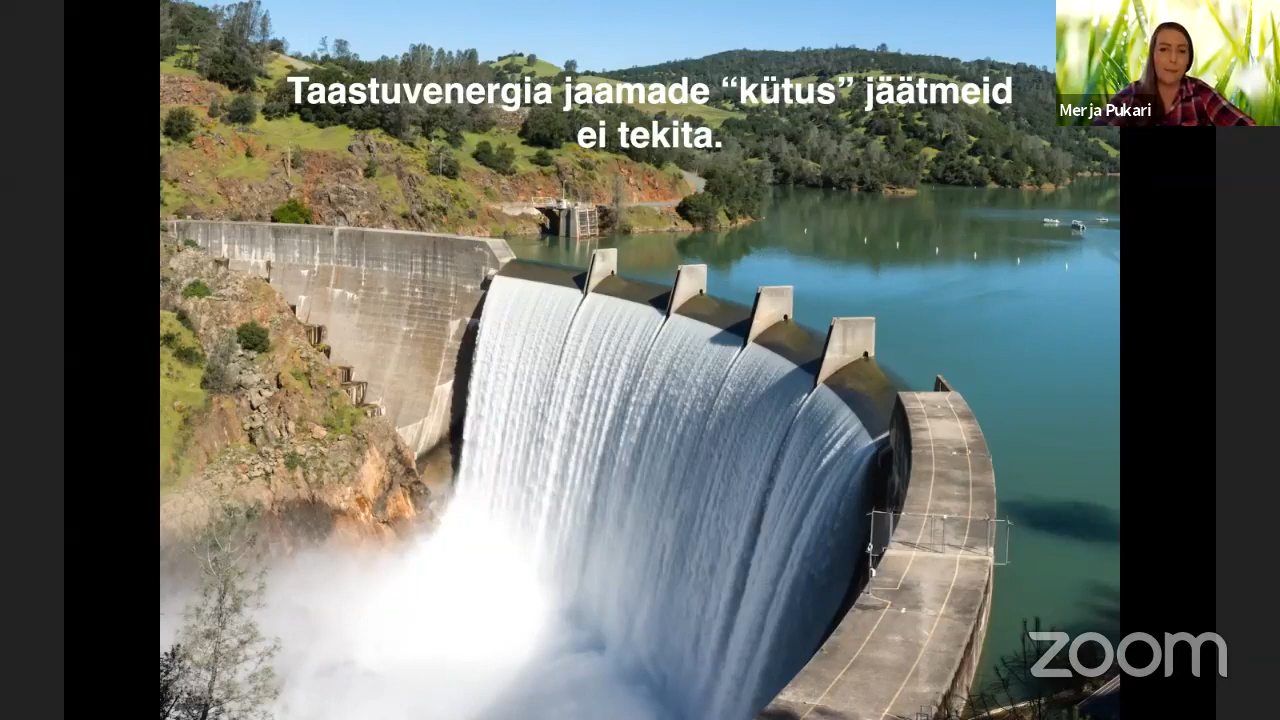 Taastuvenergia jaamade “kütus” jäätmeid
ei tekita.
Merja Pukari
zoom